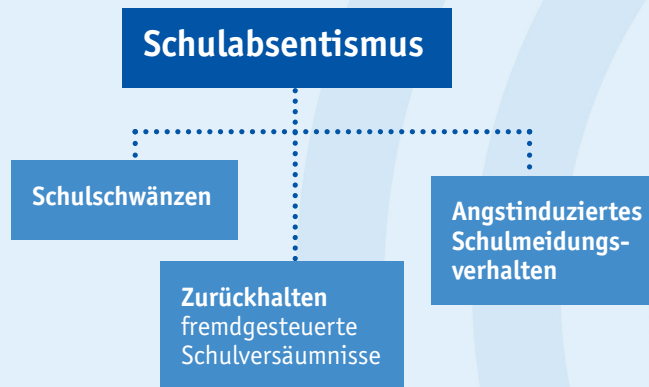 Schulabsentismus
Schulschwänzen
Zurückhalten
fremdgesteuerte
Schulversäumnisse
Angstinduziertes
Schulmeidungs-
verhalten